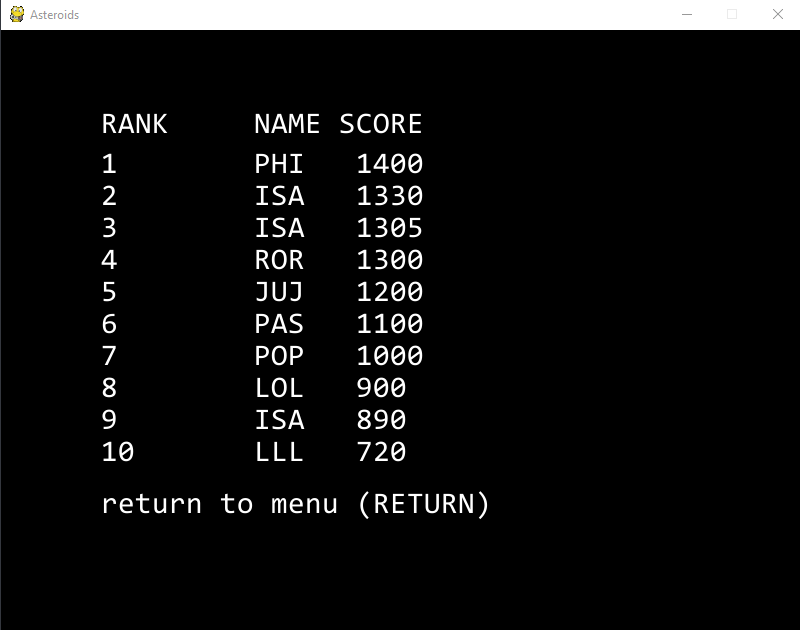 Asteroids
RANK NAME SCORE
1 PHI 1400
2 ISA 1330
3 ISA 1305
4 ROR 1300
5 JUJ 1200
6 PAS 1100
7 POP 1000
8 LOL 900
9 ISA 890
10 LLL 720
return to menu (RETURN)